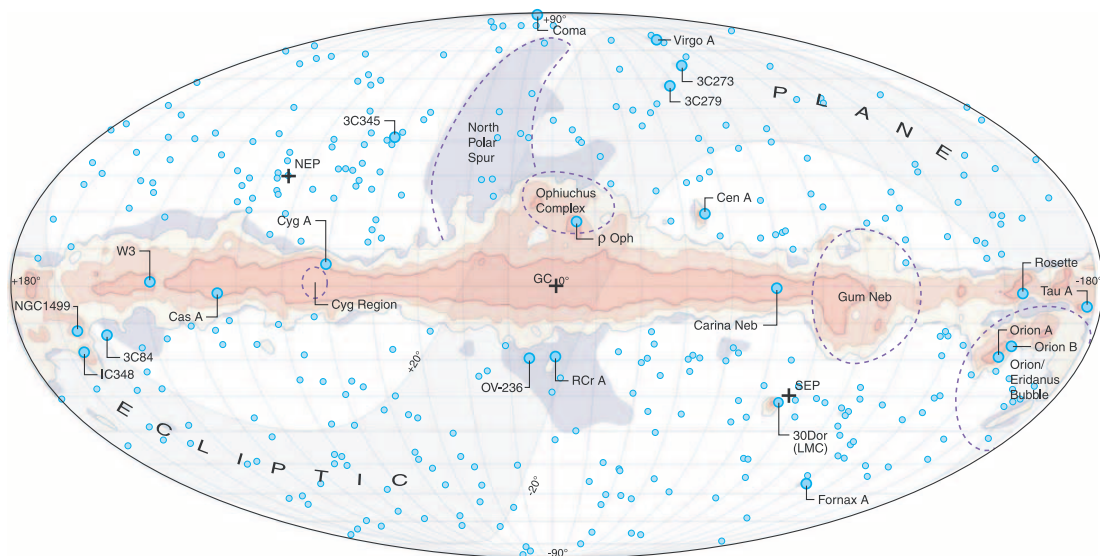 +90°
Coma
Virgo A
3C273
3C279
P L A N E
3C345
North
Polar
Spur
NEP
Ophiuchus
Complex
Cen A
Cyg A
ρ Oph
W3
GC
0°
Rosette
+180°
-180°
Tau A
NGC1499
Cyg Region
Cas A
Carina Neb
Gum Neb
Orion A
Orion B
3C84
IC348
+20°
OV-236
RCr A
SEP
Orion/
Eridanus
Bubble
30Dor
(LMC)
E C L I P T I C
-20°
Fornax A
-90°